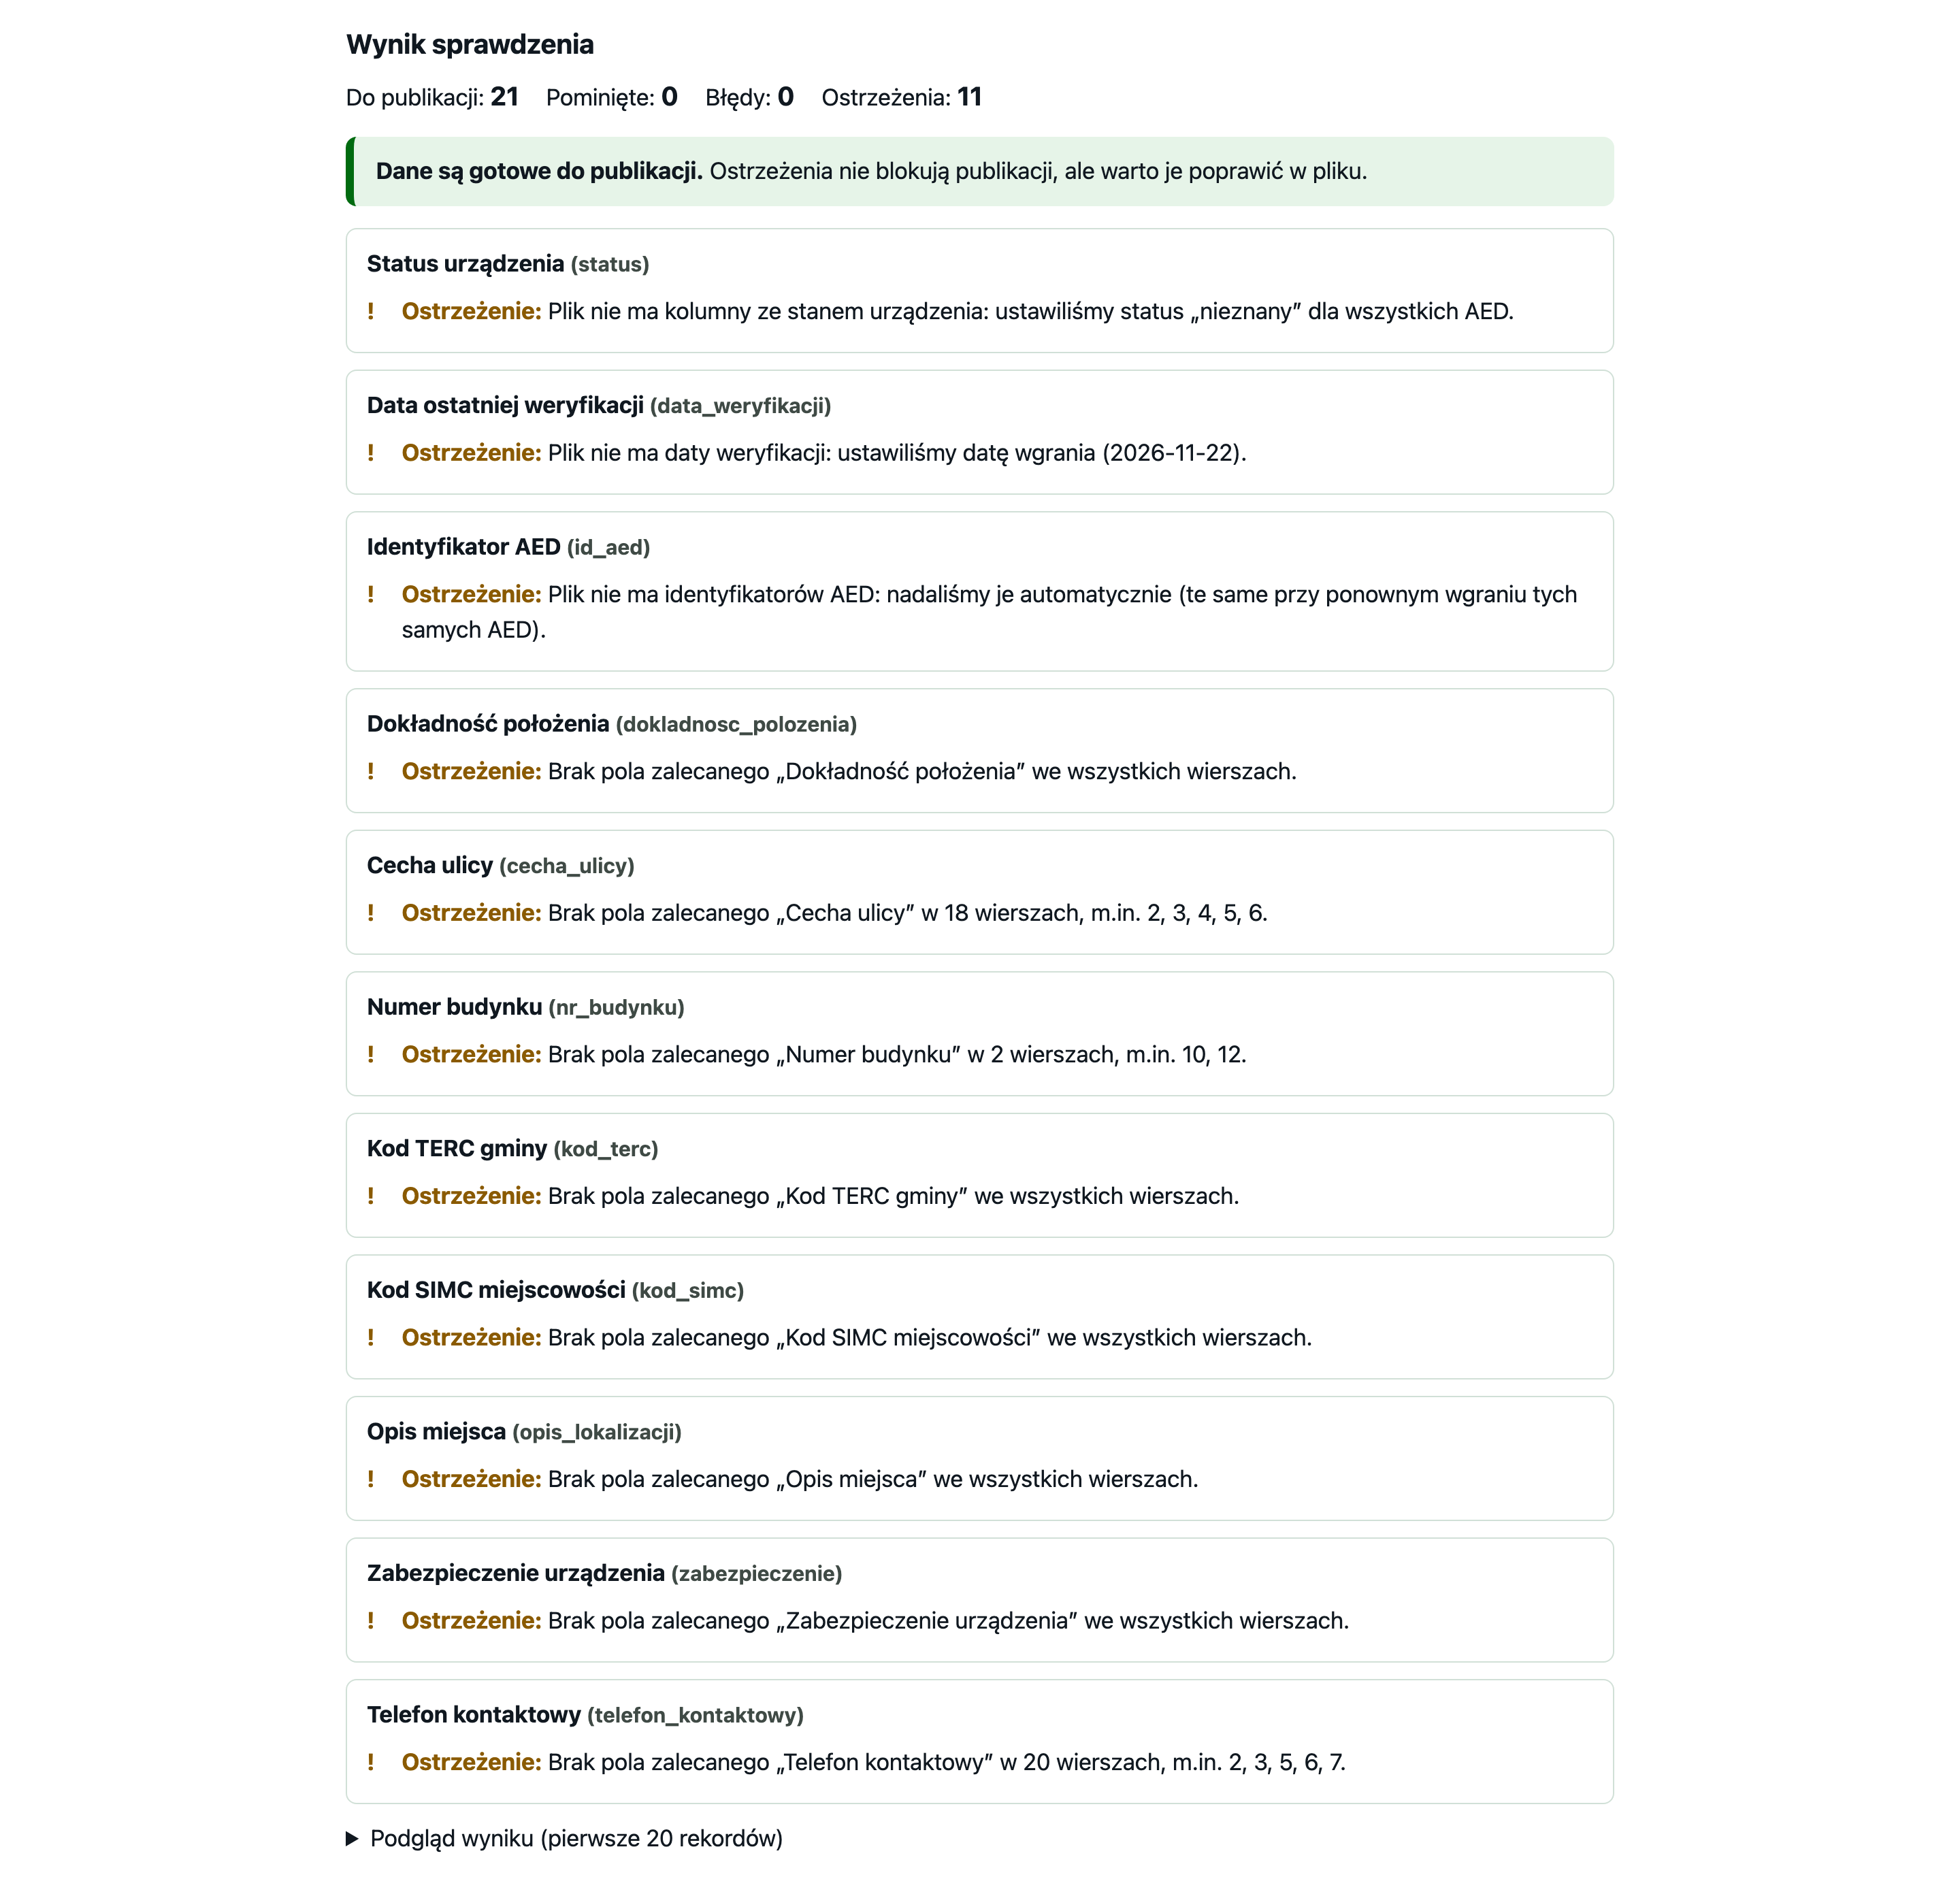 Wynik sprawdzenia
Do publikacji: 21 Pominięte: 0 Błędy: 0 Ostrzeżenia: 11
Dane są gotowe do publikacji. Ostrzeżenia nie blokują publikacji, ale warto je poprawić w pliku.
Status urządzenia (status)
! Ostrzeżenie: Plik nie ma kolumny ze stanem urządzenia: ustawiliśmy status „nieznany” dla wszystkich AED.
Data ostatniej weryfikacji (data_weryfikacji)
! Ostrzeżenie: Plik nie ma daty weryfikacji: ustawiliśmy datę wgrania (2026-11-22).
Identyfikator AED (id_aed)
! Ostrzeżenie: Plik nie ma identyfikatorów AED: nadaliśmy je automatycznie (te same przy ponownym wgraniu tych
samych AED).
Dokładność położenia (dokladnosc_polozenia)
! Ostrzeżenie: Brak pola zalecanego „Dokładność położenia” we wszystkich wierszach.
Cecha ulicy (cecha_ulicy)
! Ostrzeżenie: Brak pola zalecanego „Cecha ulicy” w 18 wierszach, m.in. 2, 3, 4, 5, 6.
Numer budynku (nr_budynku)
! Ostrzeżenie: Brak pola zalecanego „Numer budynku” w 2 wierszach, m.in. 10, 12.
Kod TERC gminy (kod_terc)
! Ostrzeżenie: Brak pola zalecanego „Kod TERC gminy” we wszystkich wierszach.
Kod SIMC miejscowości (kod_simc)
! Ostrzeżenie: Brak pola zalecanego „Kod SIMC miejscowości” we wszystkich wierszach.
Opis miejsca (opis_lokalizacji)
! Ostrzeżenie: Brak pola zalecanego „Opis miejsca” we wszystkich wierszach.
Zabezpieczenie urządzenia (zabezpieczenie)
! Ostrzeżenie: Brak pola zalecanego „Zabezpieczenie urządzenia” we wszystkich wierszach.
Telefon kontaktowy (telefon_kontaktowy)
! Ostrzeżenie: Brak pola zalecanego „Telefon kontaktowy” w 20 wierszach, m.in. 2, 3, 5, 6, 7.
▶ Podgląd wyniku (pierwsze 20 rekordów)